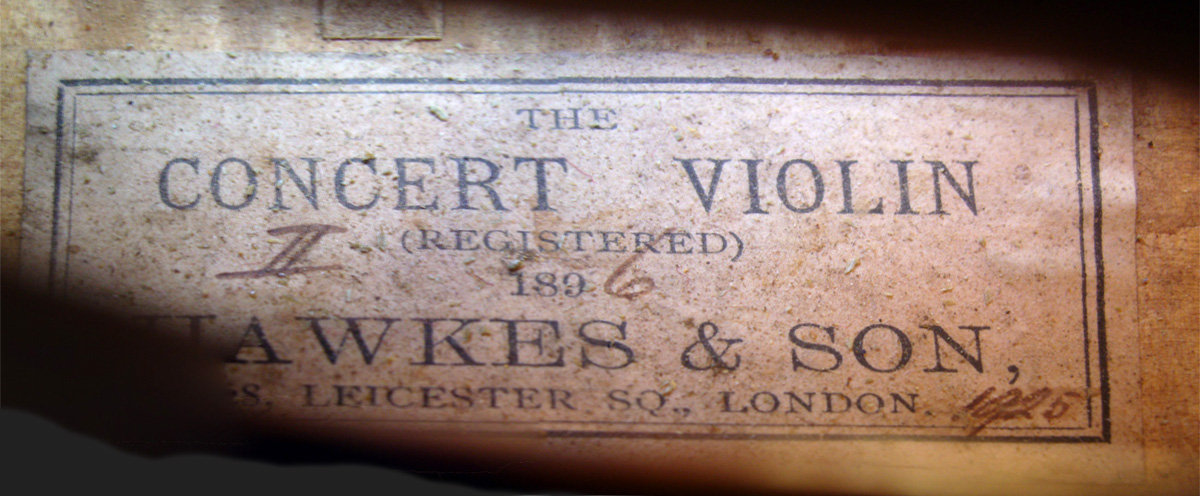 THE
CONCERT VIOLIN
II (REGISTERED)
1896
HAWKES & SON,
LEICESTER SQ., LONDON. 1925